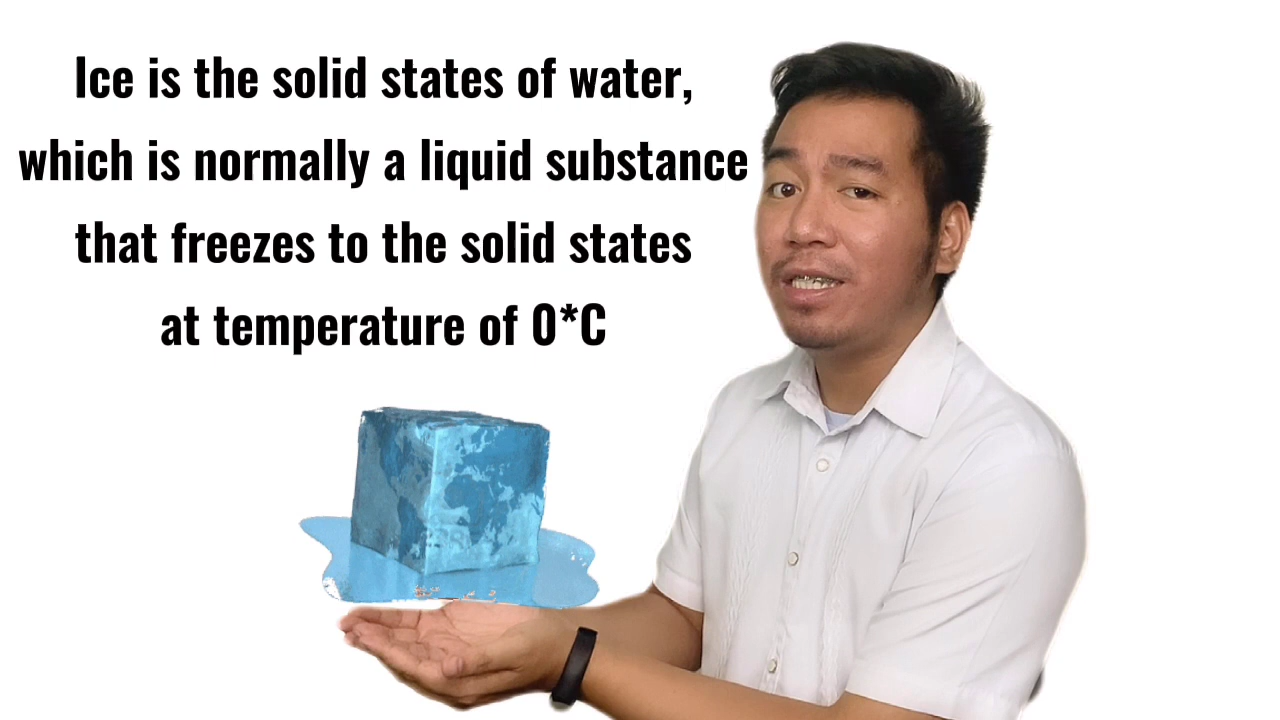 Ice is the solid states of water,
which is normally a liquid substance
that freezes to the solid states
at temperature of 0*C